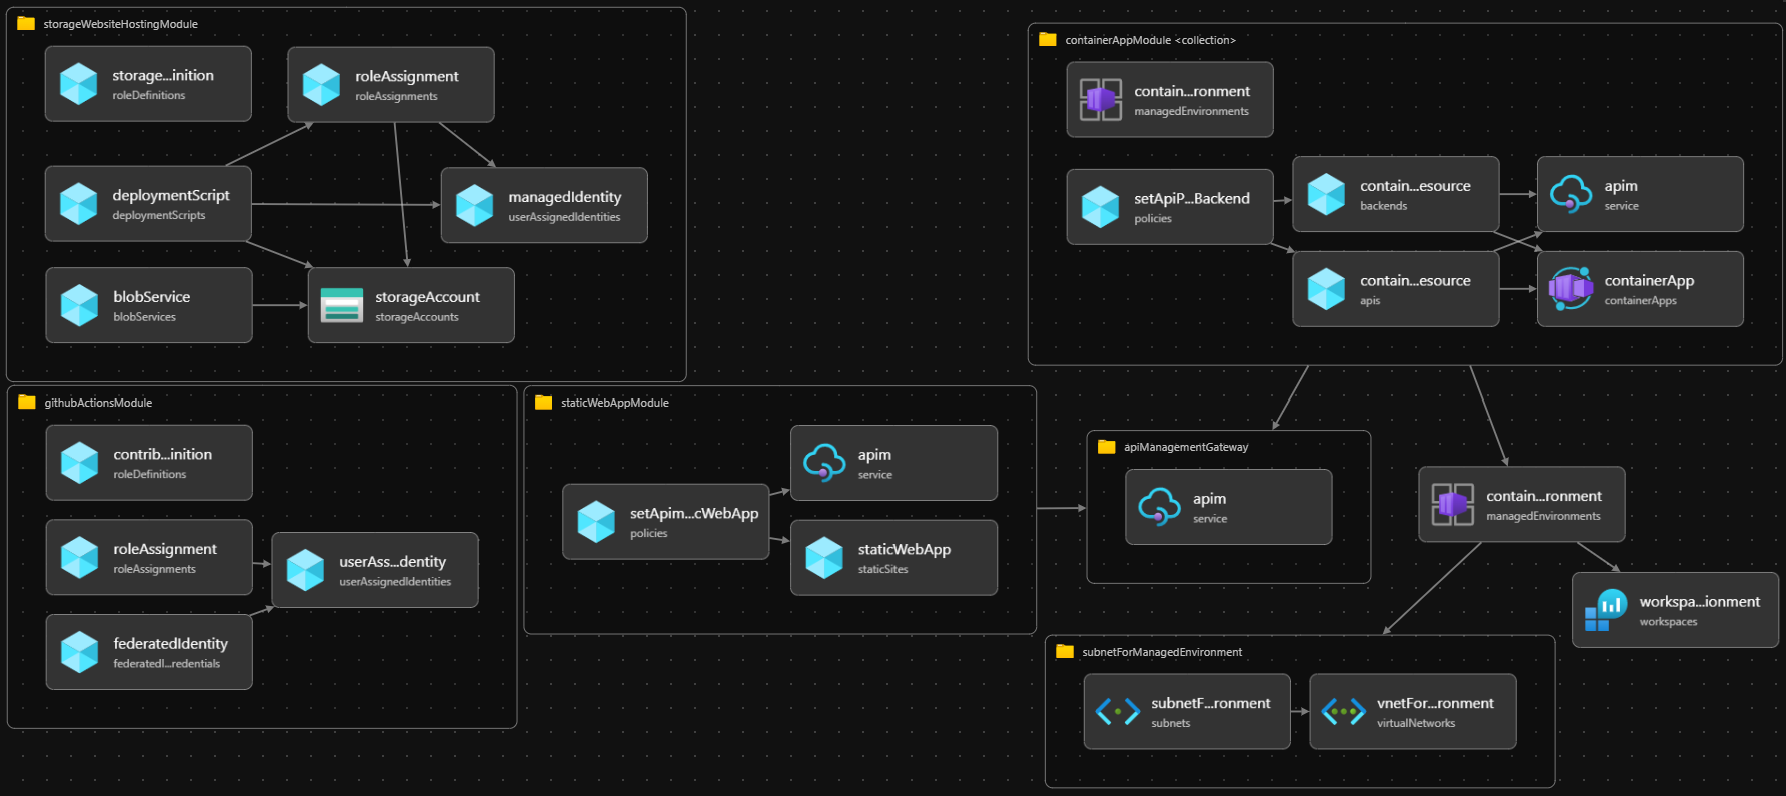 storageWebsiteHostingModule
storage...inition
roleDefinitions
roleAssignment
roleAssignments
deploymentScript
deploymentScripts
managedIdentity
userAssignedIdentities
blobService
blobServices
storageAccount
storageAccounts
containerAppModule <collection>
contain...ronment
managedEnvironments
setApiP...Backend
policies
contain...esource
backends
apim
service
contain...esource
apis
containerApp
containerApps
githubActionsModule
contrib...inition
roleDefinitions
roleAssignment
roleAssignments
userAss...dentity
userAssignedIdentities
federatedIdentity
federatedI...redentials
staticWebAppModule
setApim...cWebApp
policies
apim
service
staticWebApp
staticSites
apiManagementGateway
apim
service
contain...ronment
managedEnvironments
workspa...ionment
workspaces
subnetForManagedEnvironment
subnetF...ronment
subnets
vnetFor...ronment
virtualNetworks